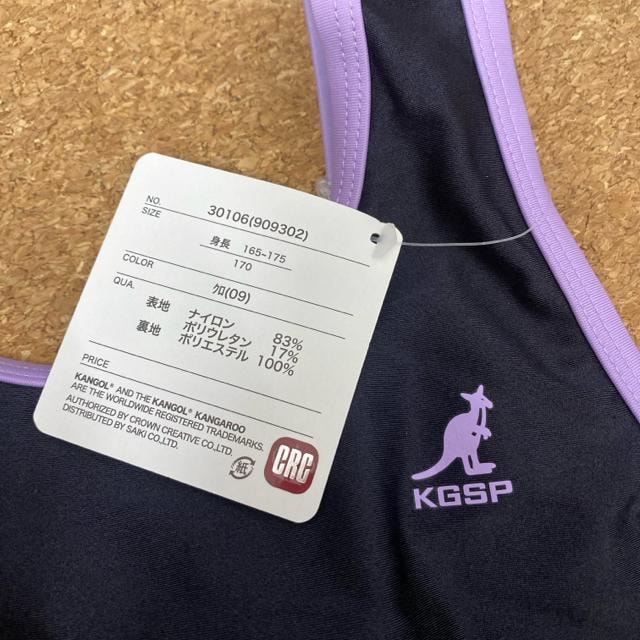 NO. 30106(909302)
SIZE
身長 165-175
170
COLOR
クロ(09)
QUA.
表地 ナイロン 83%
ポリウレタン 17%
裏地 ポリエステル 100%
PRICE
KANGOL® AND THE KANGOL® KANGAROO
ARE THE WORLDWIDE REGISTERED TRADEMARKS.
AUTHORIZED BY CROWN CREATIVE CO.,LTD.
DISTRIBUTED BY SAIKI CO.,LTD.
紙
CRC
KGSP